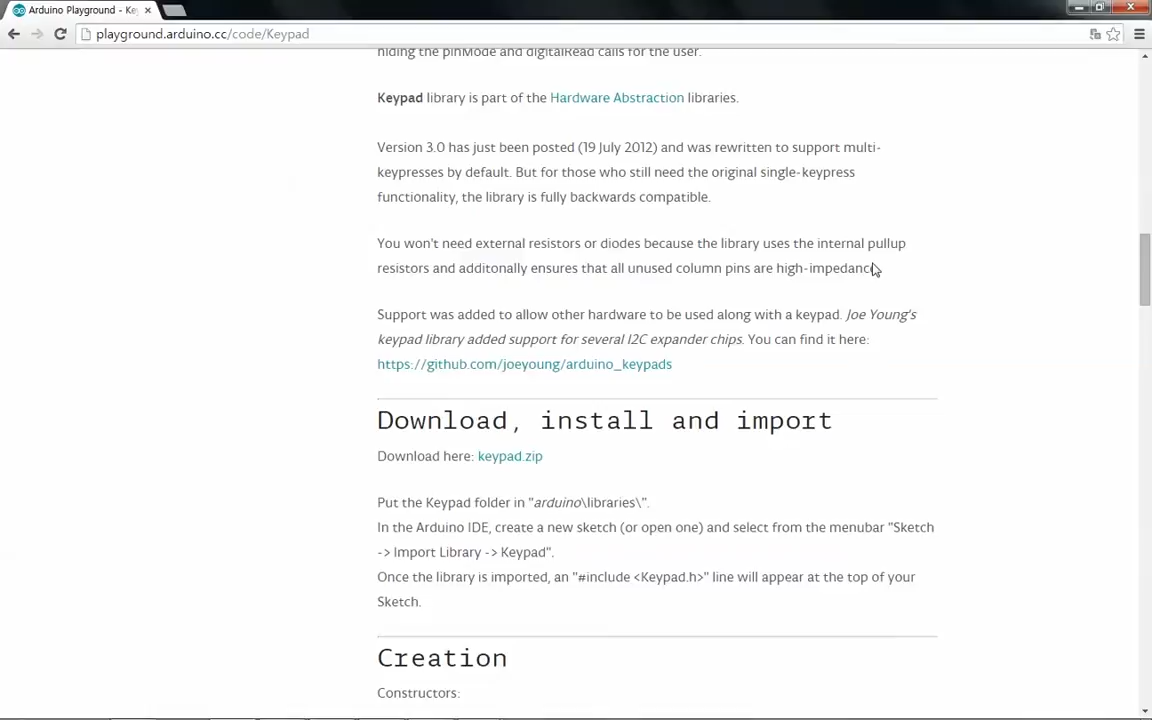 Arduino Playground - Key
playground.arduino.cc/code/Keypad
hiding the pinMode and digitalRead calls for the user.
Keypad library is part of the Hardware Abstraction libraries.
Version 3.0 has just been posted (19 July 2012) and was rewritten to support multi-
keypresses by default. But for those who still need the original single-keypress
functionality, the library is fully backwards compatible.
You won't need external resistors or diodes because the library uses the internal pullup
resistors and additonally ensures that all unused column pins are high-impedance.
Support was added to allow other hardware to be used along with a keypad. Joe Young's
keypad library added support for several I2C expander chips. You can find it here:
https://github.com/joeyoung/arduino_keypads
Download, install and import
Download here: keypad.zip
Put the Keypad folder in "arduino\libraries\".
In the Arduino IDE, create a new sketch (or open one) and select from the menubar "Sketch
-> Import Library -> Keypad".
Once the library is imported, an "#include <Keypad.h>" line will appear at the top of your
Sketch.
Creation
Constructors: